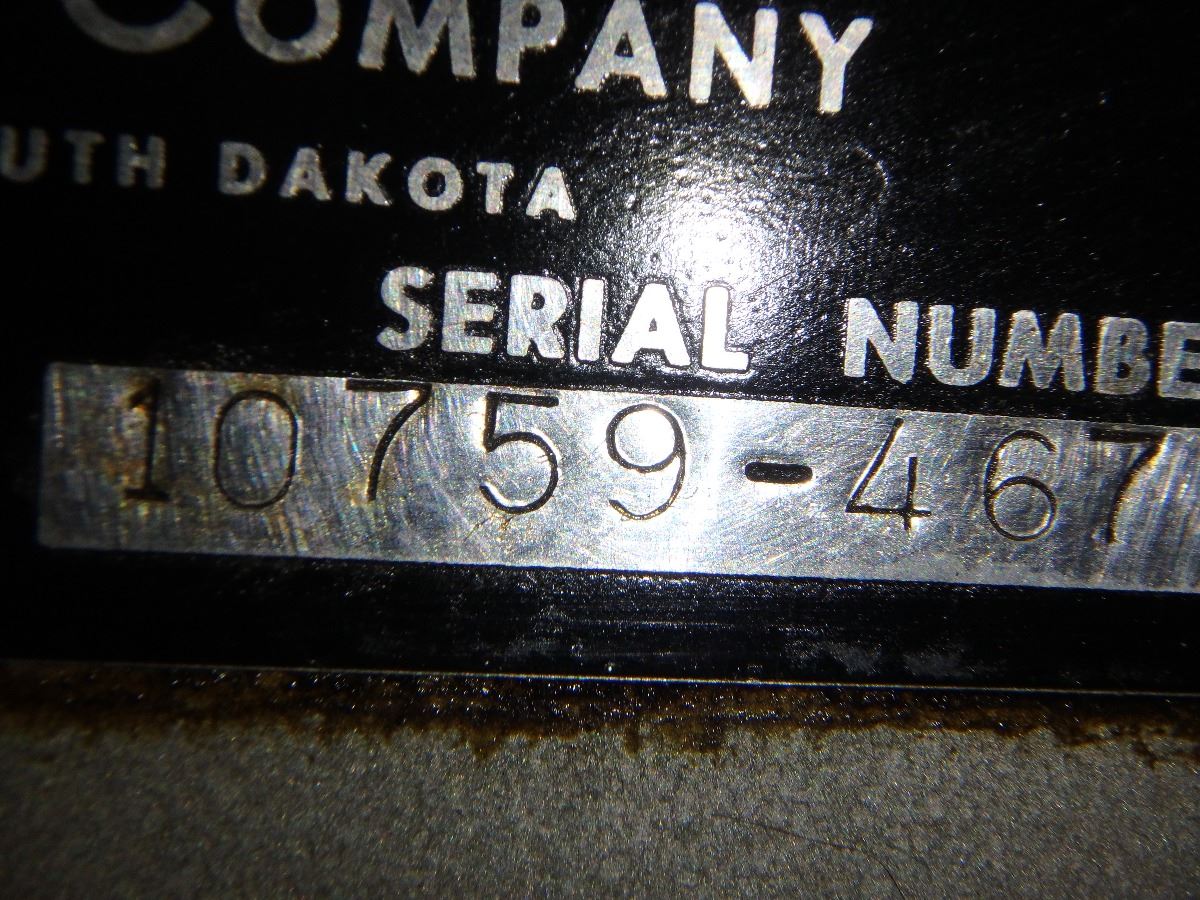 COMPANY
UTH DAKOTA
SERIAL NUMBE
10759-467